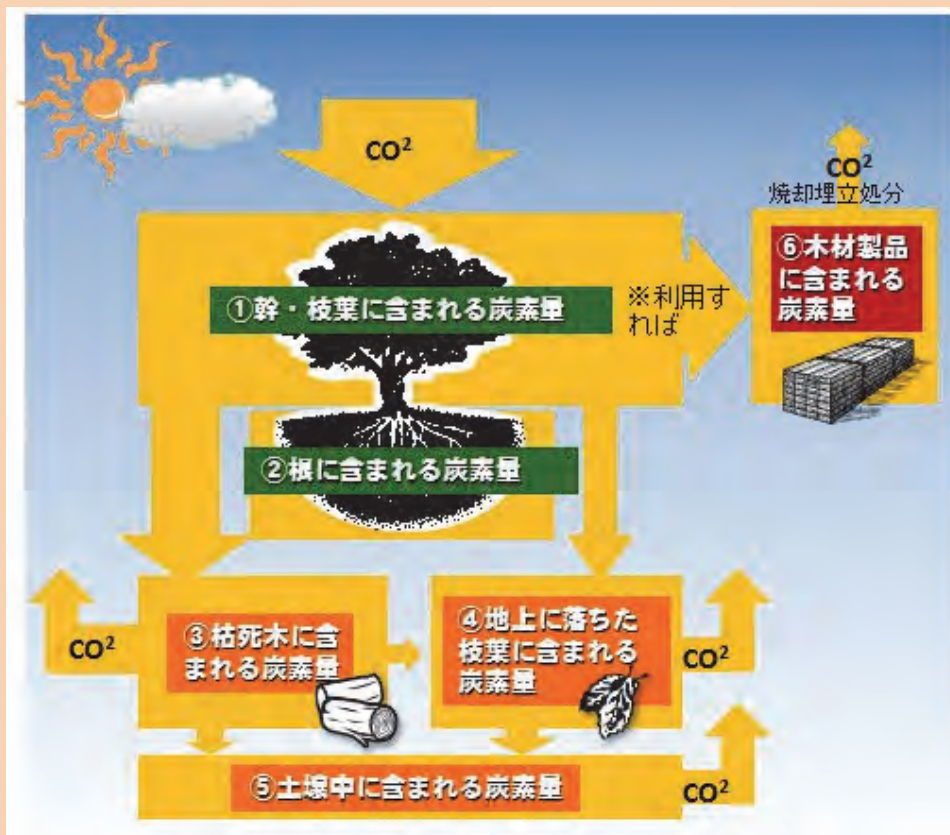 CO²
CO²
焼却埋立処分
⑥木材製品
に含まれる
炭素量
①幹・枝葉に含まれる炭素量
※利用す
れば
②根に含まれる炭素量
CO²
③枯死木に含
まれる炭素量
④地上に落ちた
枝葉に含まれる
炭素量
CO²
⑤土壌中に含まれる炭素量
CO²